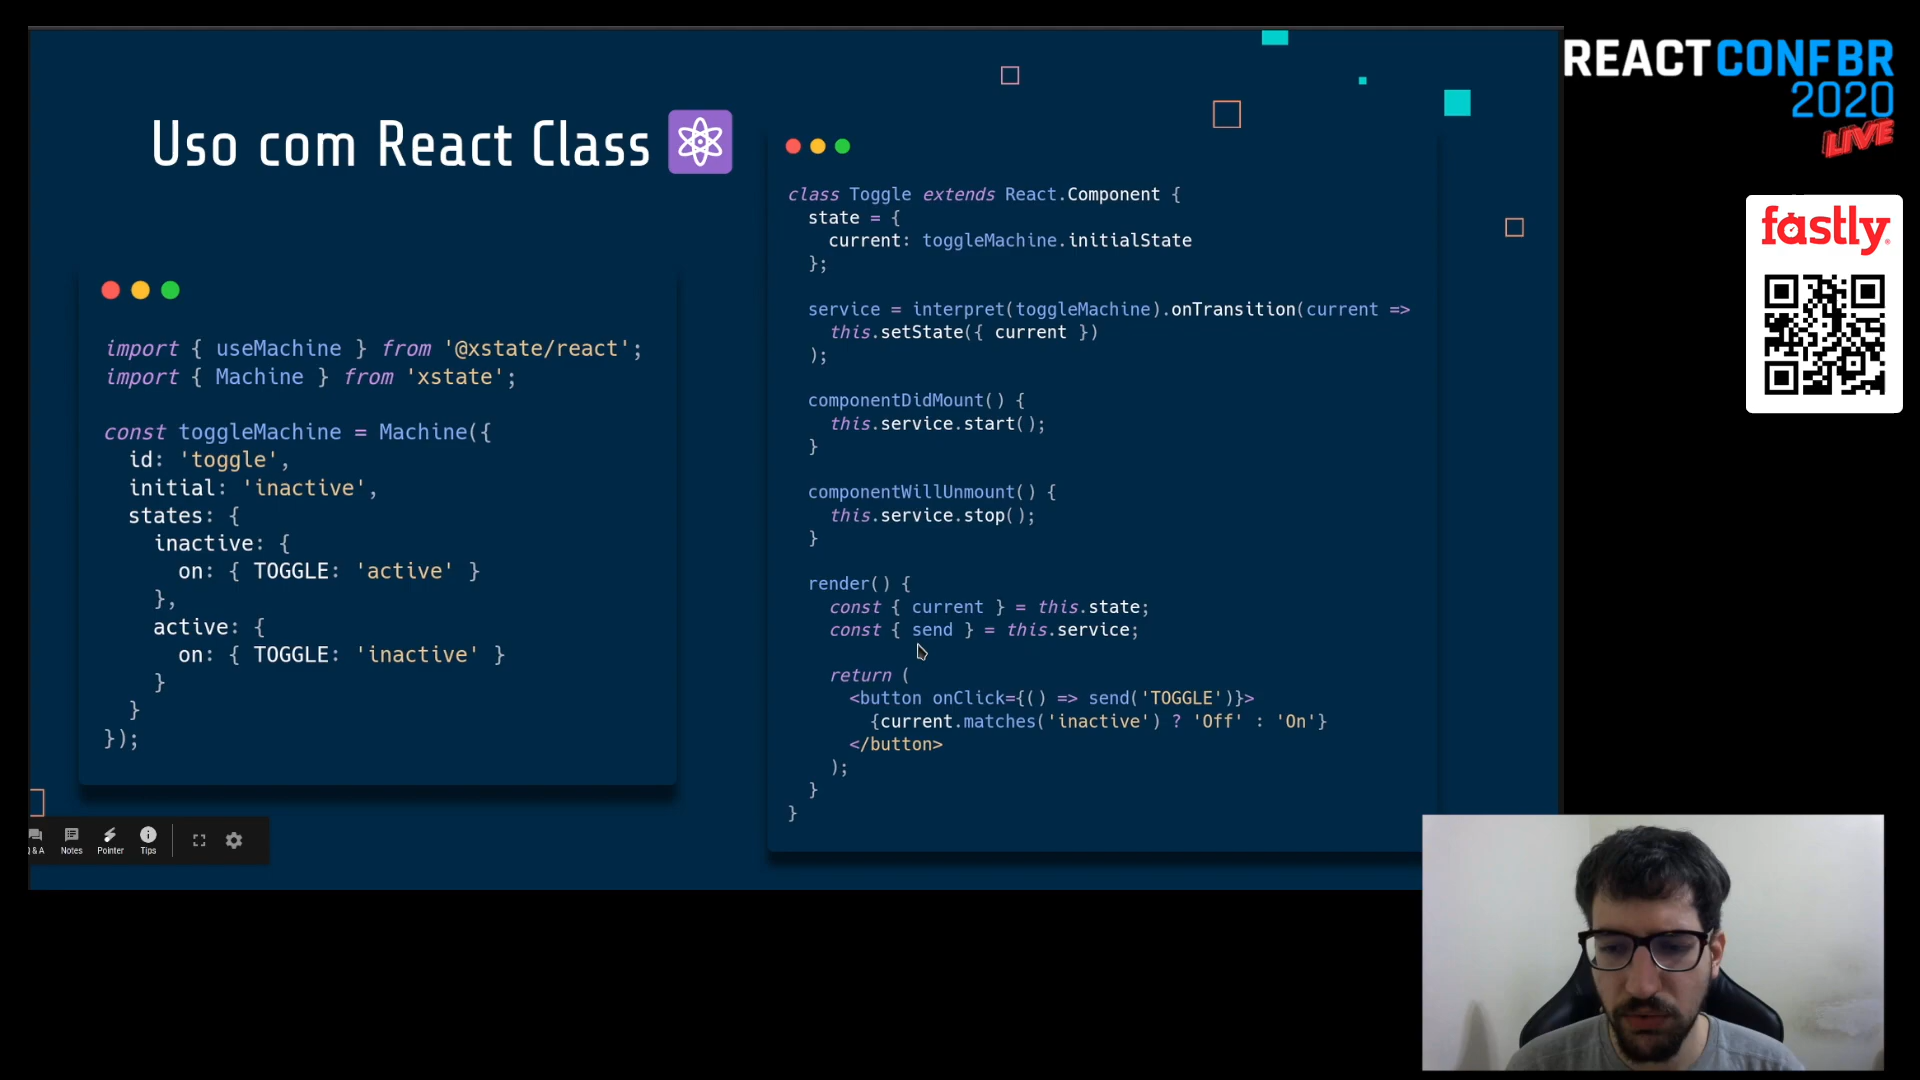 Uso com React Class
import { useMachine } from '@xstate/react';
import { Machine } from 'xstate';
const toggleMachine = Machine({
id: 'toggle',
initial: 'inactive',
states: {
inactive: {
on: { TOGGLE: 'active' }
},
active: {
on: { TOGGLE: 'inactive' }
}
}
});
class Toggle extends React.Component {
state = {
current: toggleMachine.initialState
};
service = interpret(toggleMachine).onTransition(current =>
this.setState({ current })
);
componentDidMount() {
this.service.start();
}
componentWillUnmount() {
this.service.stop();
}
render() {
const { current } = this.state;
const { send } = this.service;
return (
<button onClick={() => send('TOGGLE')}>
{current.matches('inactive') ? 'Off' : 'On'}
</button>
);
}
}
& A
Notes
Pointer
Tips
REACTCONFBR
2020
LIVE
fastly